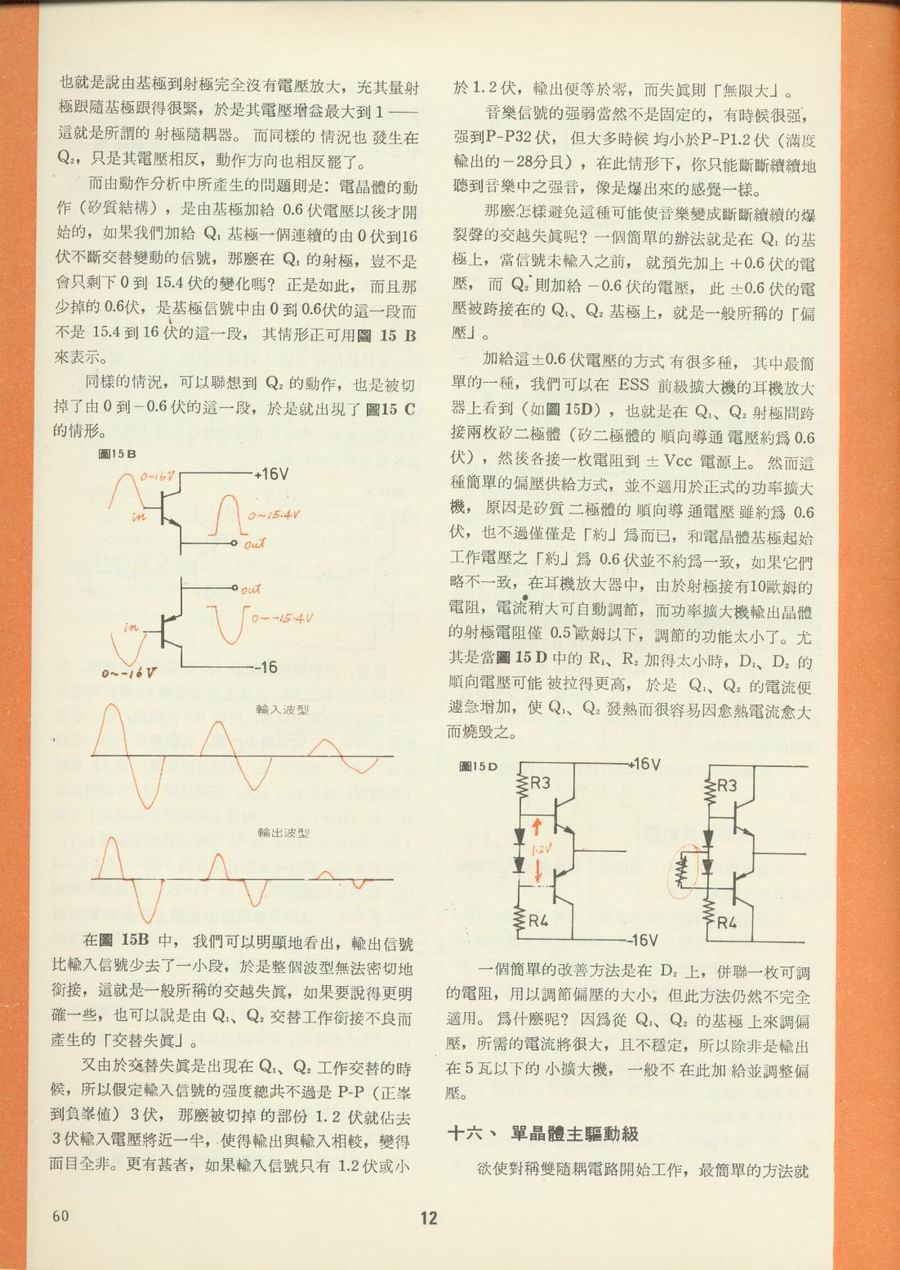 也就是說由基極到射極完全沒有電壓放大，充其量射
極跟隨基極跟得很緊，於是其電壓增益最大到 1 ——
這就是所謂的 射極隨耦器。 而同樣的 情況也 發生在
Q₂，只是其電壓相反，動作方向也相反罷了。
而由動作分析中所產生的問題則是：電晶體的動
作（矽質結構），是由基極加給 0.6 伏電壓以後才開
始的，如果我們加給 Q₁ 基極一個連續的由 0 伏到16
伏不斷交替變動的信號，那麼在 Q₁ 的射極，豈不是
會只剩下 0 到 15.4 伏的變化嗎？ 正是如此， 而且那
少掉的 0.6伏，是基極信號中由 0 到 0.6伏的這一段而
不是 15.4 到 16 伏的這一段， 其情形正可用圖 15 B
來表示。
同樣的情況，可以聯想到 Q₂ 的動作，也是被切
掉了由 0 到－0.6 伏的這一段，於是就出現了 圖15 C
的情形。
圖15 B
0~16V
+16V
in
0~15.4V
out
out
in
0~-15.4V
0~-16V
-16
輸入波型
輸出波型
在圖 15B 中， 我們可以明顯地看出，輸出信號
比輸入信號少去了一小段，於是整個波型無法密切地
銜接，這就是一般所稱的交越失眞，如果要說得更明
確一些，也可以說是由 Q₁、Q₂ 交替工作銜接不良而
產生的「交替失眞」。
又由於交替失眞是出現在 Q₁、Q₂ 工作交替的時
候，所以假定輸入信號的强度總共不過是 P-P（正峯
到負峯値）3伏， 那麼被切掉的部份 1. 2 伏就佔去
3伏輸入電壓將近一半，使得輸出與輸入相較，變得
面目全非。更有甚者，如果輸入信號只有 1.2伏或小
於1.2伏，輸出便等於零，而失眞則「無限大」。
音樂信號的强弱當然不是固定的，有時候很强，
强到P-P32 伏， 但大多時候 均小於P-P1.2 伏（滿度
輸出的－28分貝），在此情形下，你只能斷斷續續地
聽到音樂中之强音，像是爆出來的感覺一樣。
那麼怎樣避免這種可能使音樂變成斷斷續續的爆
裂聲的交越失眞呢？一個簡單的辦法就是在 Q₁ 的基
極上，當信號未輸入之前， 就預先加上 ＋0.6 伏的電
壓， 而 Q₂ 則加給 －0.6 伏的電壓， 此 ±0.6 伏的電
壓被跨接在的 Q₁、Q₂ 基極上，就是一般所稱的「偏
壓」。
加給這±0.6 伏電壓的方式 有很多種， 其中最簡
單的一種，我們可以在 ESS 前級擴大機的耳機放大
器上看到（如圖 15D），也就是在 Q₁、Q₂ 射極間跨
接兩枚矽二極體（矽二極體的 順向導通 電壓約爲 0.6
伏），然後各接一枚電阻到 ± Vcc 電源上。 然而這
種簡單的偏壓供給方式，並不適用於正式的功率擴大
機， 原因是矽質 二極體的 順向導 通電壓 雖約爲 0.6
伏，也不過僅僅是「約」爲而已，和電晶體基極起始
工作電壓之「約」爲 0.6 伏並不約爲一致，如果它們
略不一致，在耳機放大器中，由於射極接有10歐姆的
電阻，電流稍大可自動調節，而功率擴大機輸出晶體
的射極電阻僅 0.5歐姆以下，調節的功能太小了。尤
其是當圖 15 D 中的 R₁、R₂ 加得太小時，D₁、D₂ 的
順向電壓可能 被拉得更高， 於是 Q₁、Q₂ 的電流便
遽急增加，使 Q₁、Q₂ 發熱而很容易因愈熱電流愈大
而燒毀之。
圖15 D
+16V
R3
R3
1.2V
R4
R4
-16V
一個簡單的改善方法是在 D₂ 上，併聯一枚可調
的電阻，用以調節偏壓的大小，但此方法仍然不完全
適用。 爲什麼呢？ 因爲從 Q₁、Q₂ 的基極 上來調偏
壓，所需的電流將很大，且不穩定，所以除非是輸出
在 5 瓦以下的 小擴大機， 一般不 在此加 給並調整偏
壓。
十六、 單晶體主驅動級
欲使對稱雙隨耦電路開始工作，最簡單的方法就
60
12